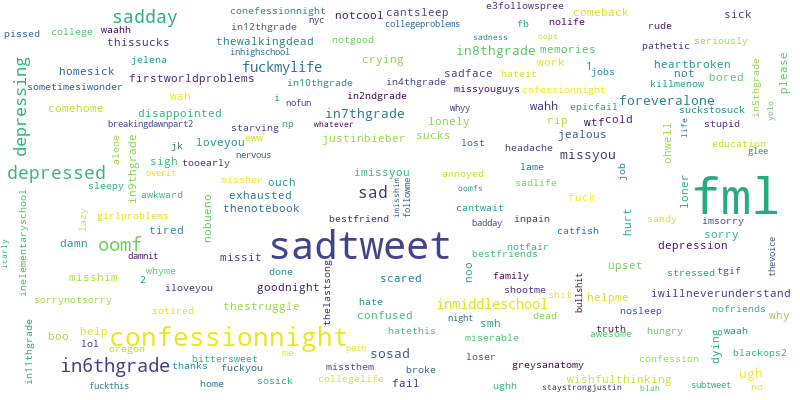 e3followspree
conefessionnight nyc notcool cantsleep comeback sick
sadday in12thgrade collegeproblems fb nolife rude
pissed college waahh thewalkingdead sadness oops pathetic seriously
thissucks inhighschool notgood in8thgrade memories
jelena crying hateit work 1 jobs heartbroken
homesick fuckmylife sadface not bored please
sometimesiwonder firstworldproblems in10thgrade in4thgrade missyouguys cofessionnight killmenow
depressing wah i in2ndgrade foreveralone in5thgrade yolo
comehome nofun whyy epicfail suckstosuck
disappointed in7thgrade lonely rip wtf cold life
breakingdawnpart2 starving np whatever sucks jealous stupid
alone in9thgrade jk loveyou eww justinbieber lost headache ohwell education
sigh tooearly nervous missyou glee
depressed overit missher imissyou annoyed lame job
sleepy ouch sad oomfs sadlife loner fml
awkward exhausted imisshim followme fuck
lazy thenotebook cantwait
girlproblems nobueno bestfriend badday inpain hurt sandy imsorry
icarly inelementaryschool damn oomf tired sadtweet catfish sorry
damnit missit bestfriends notfair depression thevoice
misshim whyme done scared noo family upset stressed tgif
2 iloveyou goodnight thelastsong shootme bullshit helpme iwillneverunderstand
sorrynotsorry thestruggle hate inmiddleschool shit
sotired confused night dead nosleep nofriends why
boo help confessionnight hatethis smh truth hungry waah
in11thgrade lol me pain miserable awesome dying
oregon bittersweet sosad loser confession blackops2
in6thgrade thanks fuckyou missthem broke greysanatomy ugh
fuckthis home sosick collegelife fail ughh wishfulthinking subtweet no
staystrongjustin blah